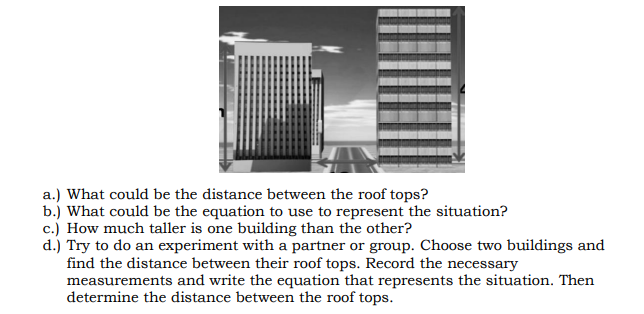 a.) What could be the distance between the roof tops?
b.) What could be the equation to use to represent the situation?
c.) How much taller is one building than the other?
d.) Try to do an experiment with a partner or group. Choose two buildings and
find the distance between their roof tops. Record the necessary
measurements and write the equation that represents the situation. Then
determine the distance between the roof tops.